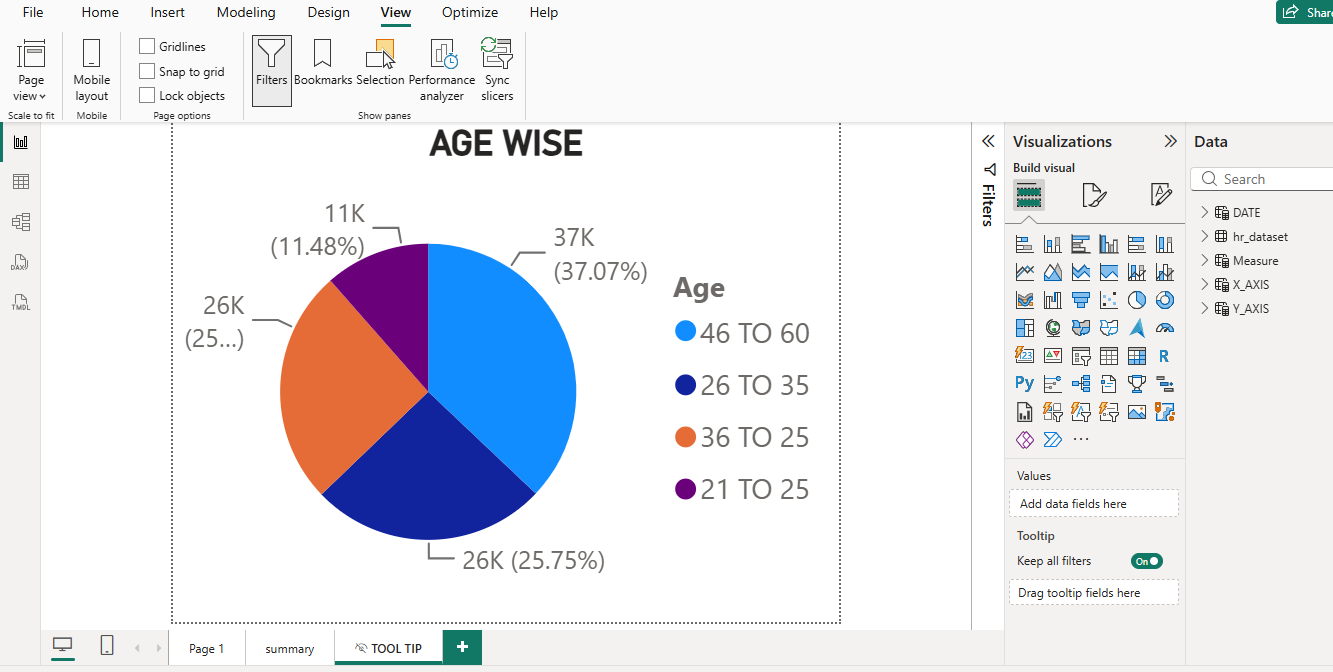 File Home Insert Modeling Design View Optimize Help
Share
Page view
Mobile layout
Gridlines
Snap to grid
Lock objects
Filters
Bookmarks
Selection
Performance analyzer
Sync slicers
Scale to fit
Mobile
Page options
Show panes
DAX
TMDL
AGE WISE
11K
(11.48%)
37K
(37.07%)
26K
(25...)
26K (25.75%)
Age
46 TO 60
26 TO 35
36 TO 25
21 TO 25
Filters
Visualizations
Build visual
123
R
Py
...
Values
Add data fields here
Tooltip
Keep all filters
On
Drag tooltip fields here
Data
Search
DATE
hr_dataset
Measure
X_AXIS
Y_AXIS
Page 1
summary
TOOL TIP
+